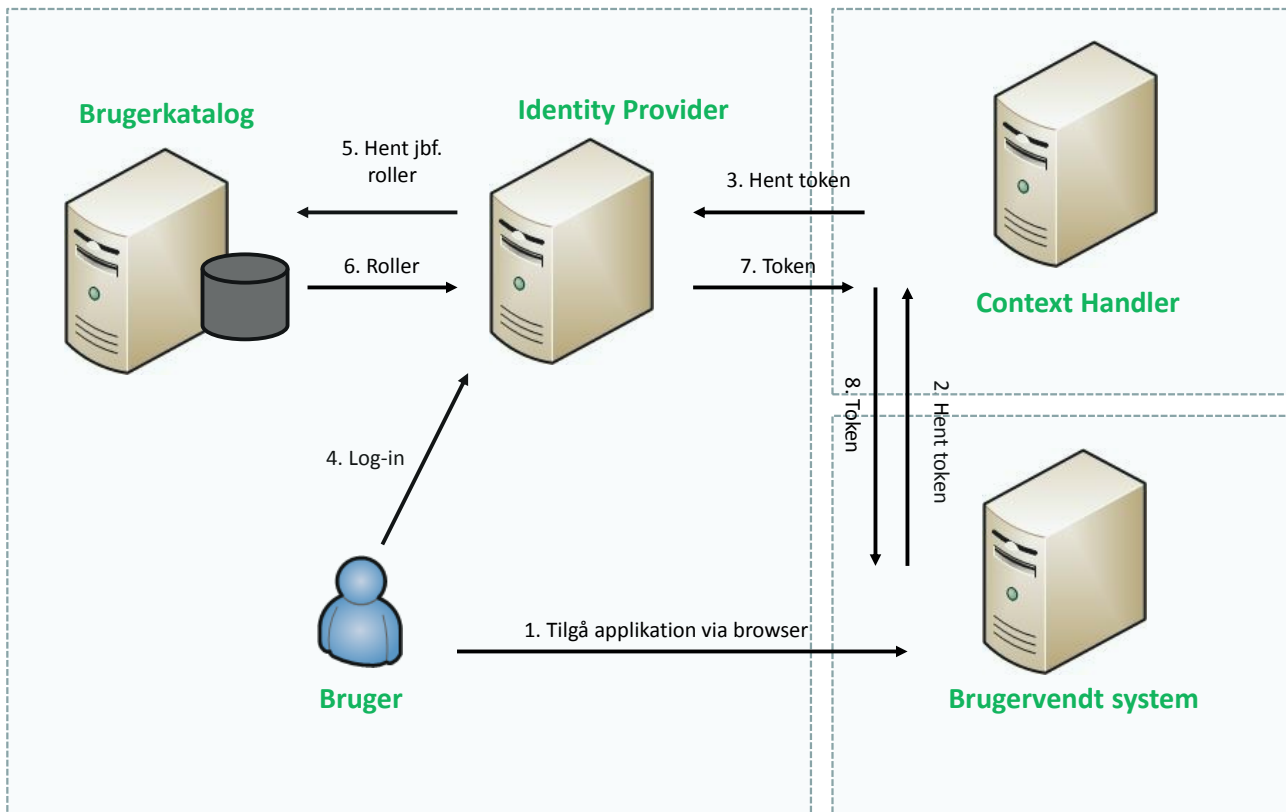 Brugerkatalog
Identity Provider
5. Hent jbf.
roller
3. Hent token
6. Roller
7. Token
Context Handler
8. Token
2. Hent token
4. Log-in
1. Tilgå applikation via browser
Bruger
Brugervendt system